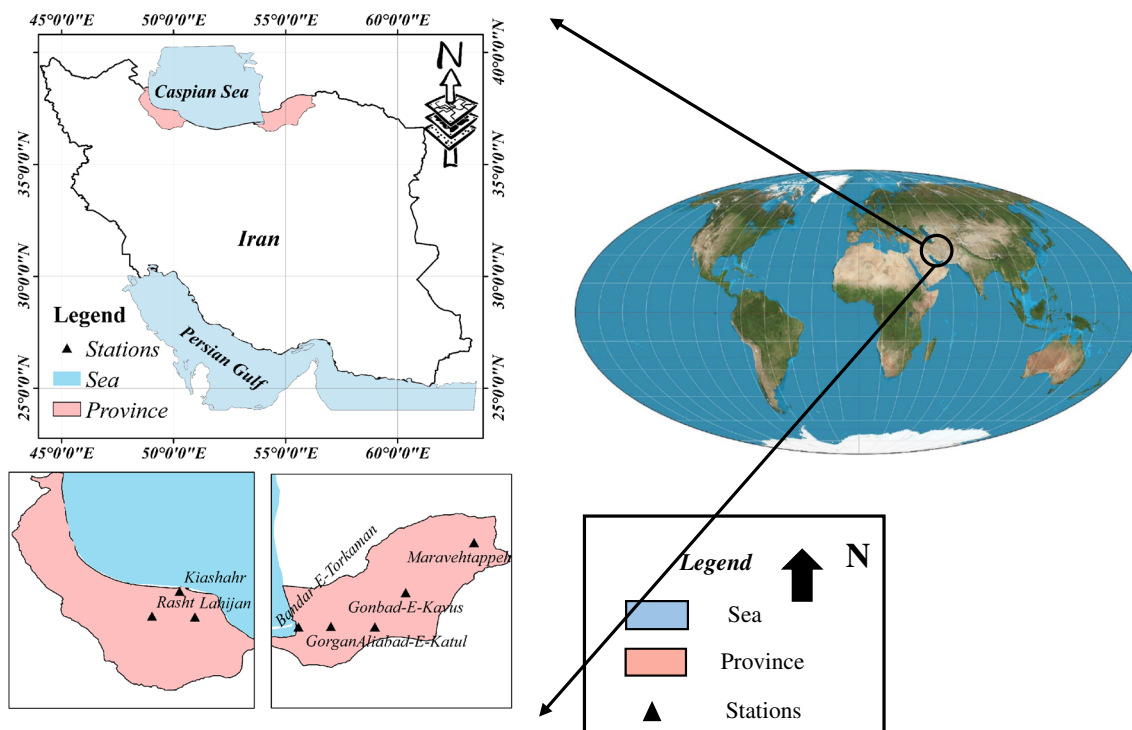 45°0'0"E 50°0'0"E 55°0'0"E 60°0'0"E
40°0'0"N 40°0'0"N
35°0'0"N 35°0'0"N
30°0'0"N 30°0'0"N
25°0'0"N 25°0'0"N
N
Caspian Sea
Iran
Persian Gulf
Legend
Stations
Sea
Province
45°0'0"E 50°0'0"E 55°0'0"E 60°0'0"E
Kiashahr
Rasht Lahijan
Bandar-E-Torkaman
Maravehtappeh
Gonbad-E-Kavus
Gorgan Aliabad-E-Katul
Legend N
Sea
Province
Stations